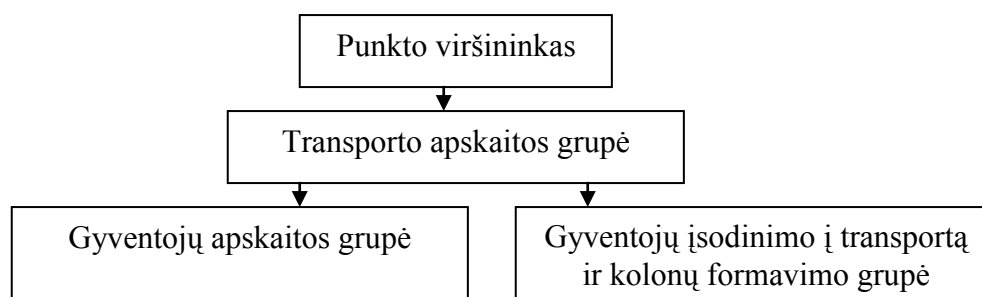 Punkto viršininkas
Transporto apskaitos grupė
Gyventojų apskaitos grupė
Gyventojų įsodinimo į transportą
ir kolonų formavimo grupė